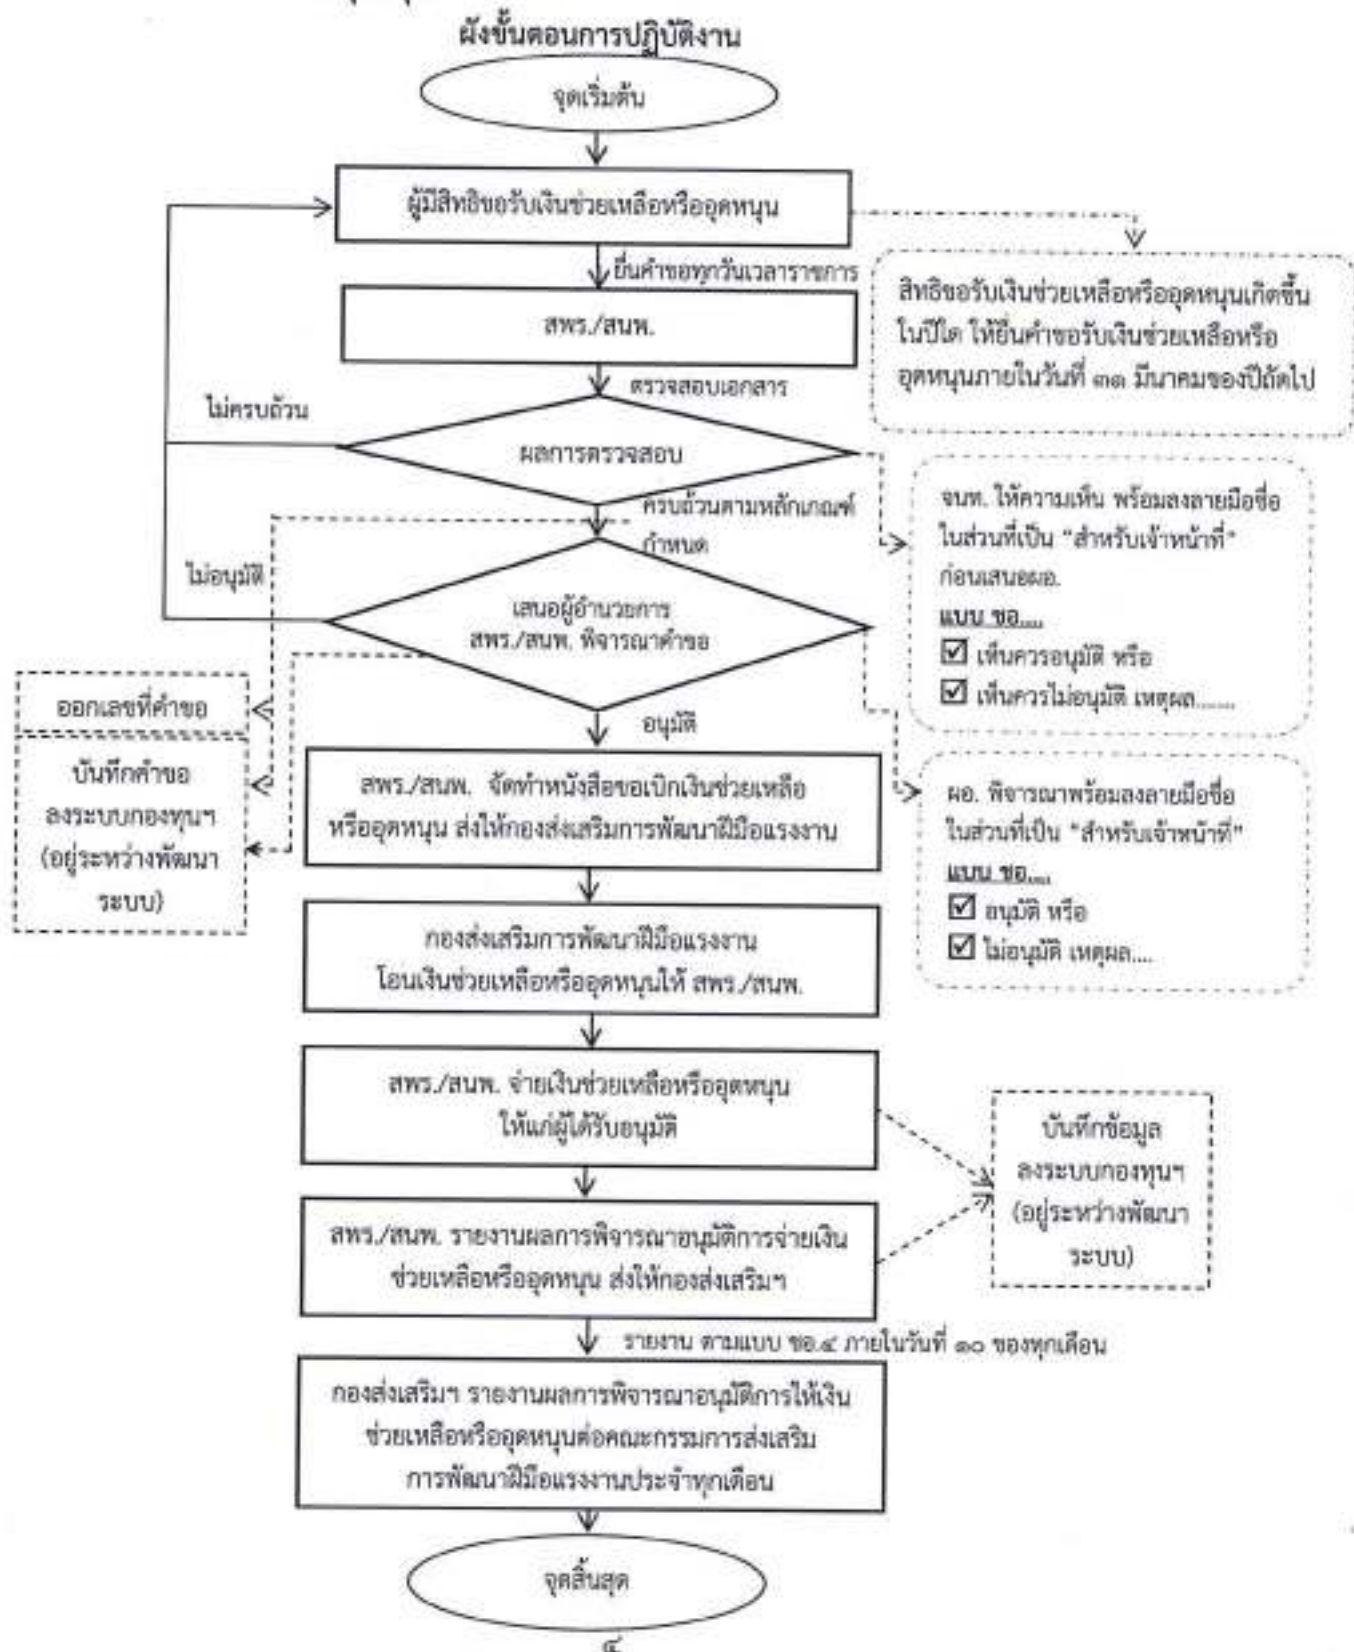 ผังขั้นตอนการปฏิบัติงาน
จุดเริ่มต้น
ผู้มีสิทธิขอรับเงินช่วยเหลือหรืออุดหนุน
ยื่นคำขอทุกวันเวลาราชการ
สพร./สนพ.
สิทธิขอรับเงินช่วยเหลือหรืออุดหนุนเกิดขึ้น
ในปีใด ให้ยื่นคำขอรับเงินช่วยเหลือหรือ
อุดหนุนภายในวันที่ ๓๑ มีนาคมของปีถัดไป
ตรวจสอบเอกสาร
ไม่ครบถ้วน
ผลการตรวจสอบ
ครบถ้วนตามหลักเกณฑ์
กำหนด
จนท. ให้ความเห็น พร้อมลงลายมือชื่อ
ในส่วนที่เป็น "สำหรับเจ้าหน้าที่"
ก่อนเสนอผอ.
แบบ ชอ....
☑ เห็นควรอนุมัติ หรือ
☑ เห็นควรไม่อนุมัติ เหตุผล.......
ไม่อนุมัติ
เสนอผู้อำนวยการ
สพร./สนพ. พิจารณาคำขอ
ออกเลขที่คำขอ
บันทึกคำขอ
ลงระบบกองทุนฯ
(อยู่ระหว่างพัฒนา
ระบบ)
อนุมัติ
สพร./สนพ. จัดทำหนังสือขอเบิกเงินช่วยเหลือ
หรืออุดหนุน ส่งให้กองส่งเสริมการพัฒนาฝีมือแรงงาน
ผอ. พิจารณาพร้อมลงลายมือชื่อ
ในส่วนที่เป็น "สำหรับเจ้าหน้าที่"
แบบ ชอ....
☑ อนุมัติ หรือ
☑ ไม่อนุมัติ เหตุผล....
กองส่งเสริมการพัฒนาฝีมือแรงงาน
โอนเงินช่วยเหลือหรืออุดหนุนให้ สพร./สนพ.
สพร./สนพ. จ่ายเงินช่วยเหลือหรืออุดหนุน
ให้แก่ผู้ได้รับอนุมัติ
บันทึกข้อมูล
ลงระบบกองทุนฯ
(อยู่ระหว่างพัฒนา
ระบบ)
สพร./สนพ. รายงานผลการพิจารณาอนุมัติการจ่ายเงิน
ช่วยเหลือหรืออุดหนุน ส่งให้กองส่งเสริมฯ
รายงาน ตามแบบ ชอ.๔ ภายในวันที่ ๑๐ ของทุกเดือน
กองส่งเสริมฯ รายงานผลการพิจารณาอนุมัติการให้เงิน
ช่วยเหลือหรืออุดหนุนต่อคณะกรรมการส่งเสริม
การพัฒนาฝีมือแรงงานประจำทุกเดือน
จุดสิ้นสุด